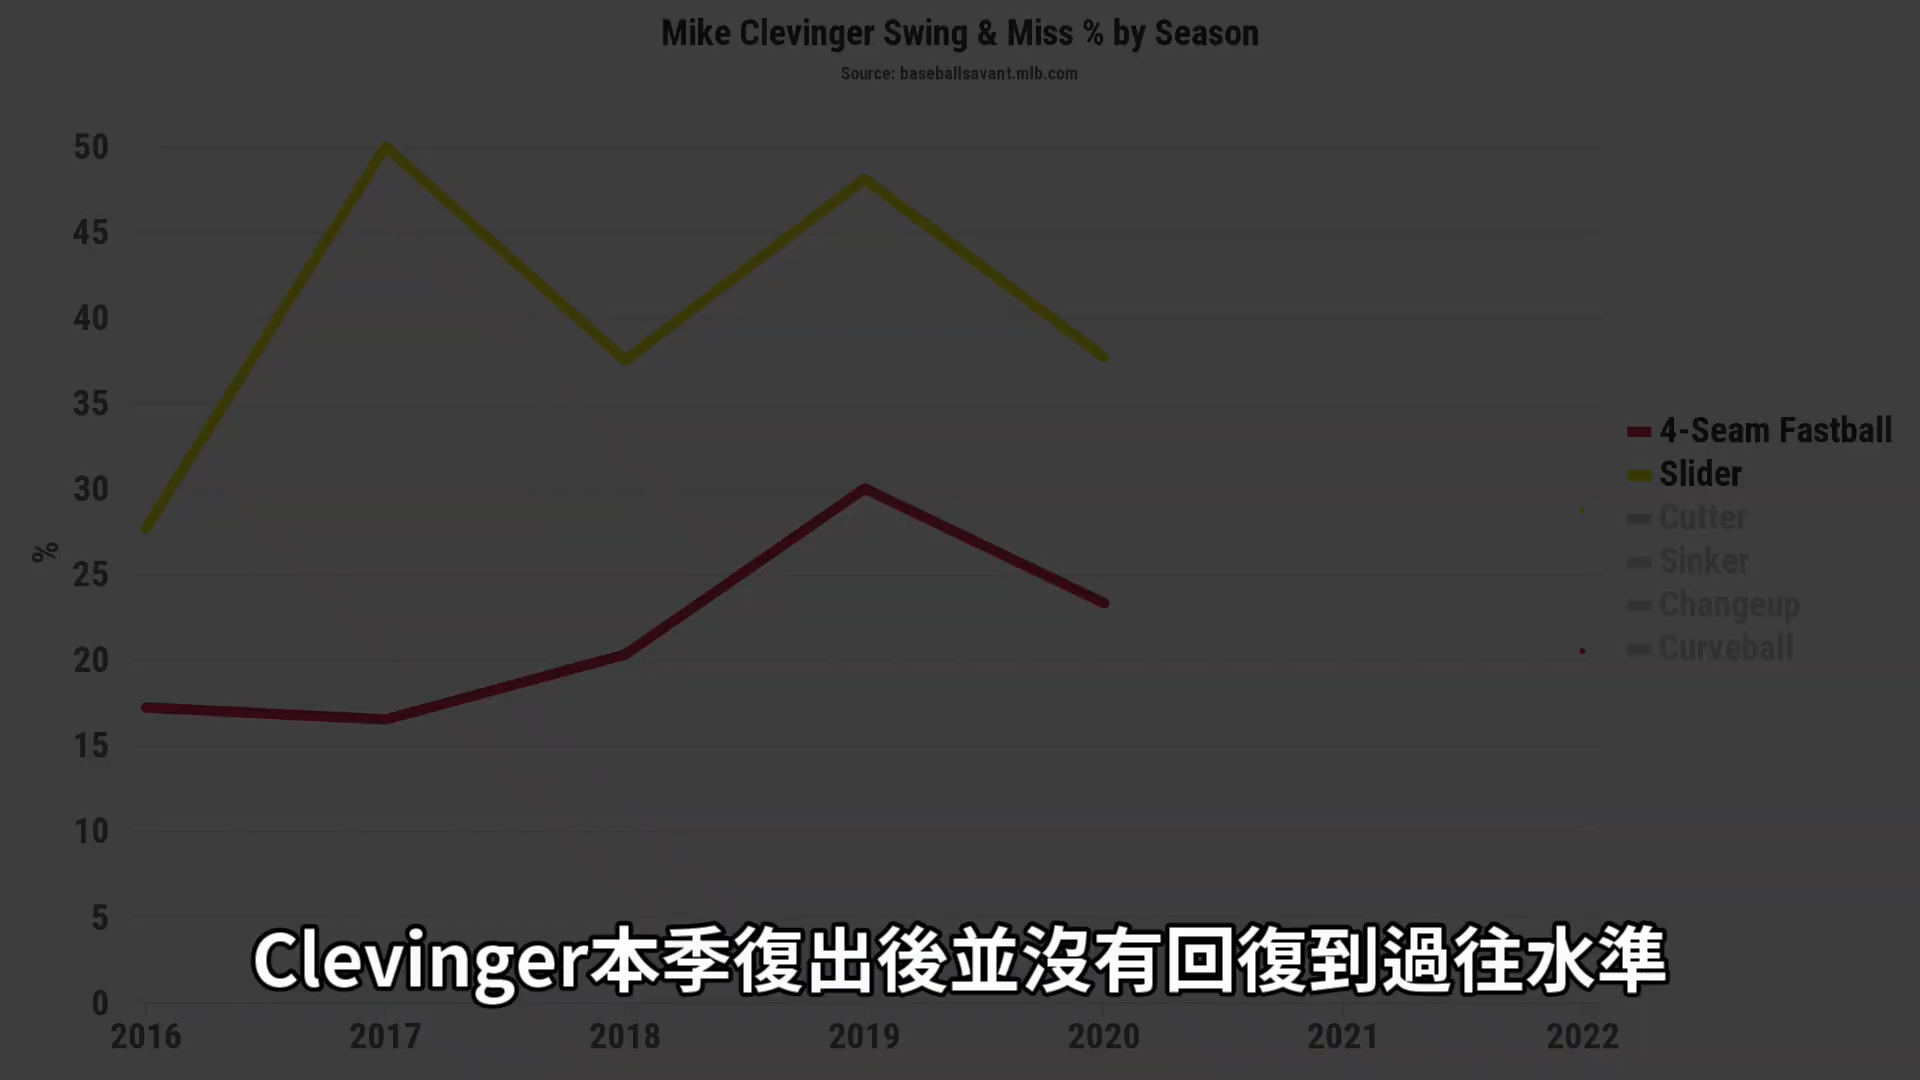 Mike Clevinger Swing & Miss % by Season
Source: baseballsavant.mlb.com
50
45
40
35
30
25
20
15
10
5
0
%
2016 2017 2018 2019 2020 2021 2022
4-Seam Fastball
Slider
Cutter
Sinker
Changeup
Curveball
Clevinger本季復出後並沒有回復到過往水準